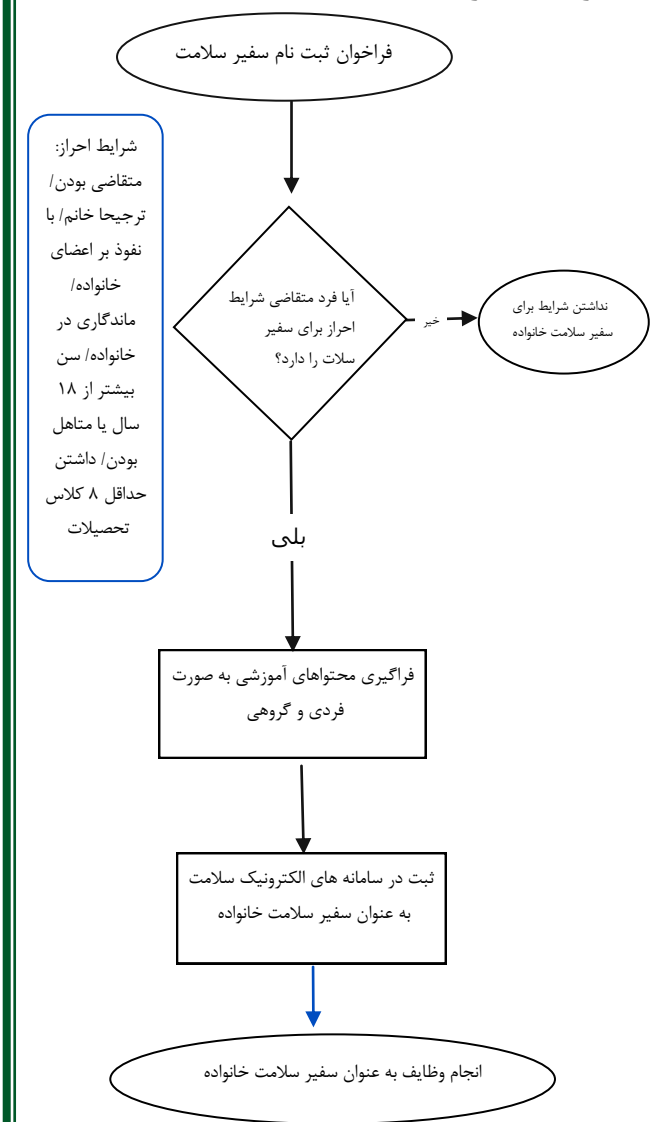 فراخوان ثبت نام سفیر سلامت
شرایط احراز:
متقاضی بودن/
ترجیحا خانم/ با
نفوذ بر اعضای
خانواده/
ماندگاری در
خانواده/ سن
بیشتر از ۱۸
سال یا متاهل
بودن/ داشتن
حداقل ۸ کلاس
تحصیلات
آیا فرد متقاضی شرایط
احراز برای سفیر
سلات را دارد؟
خیر
نداشتن شرایط برای
سفیر سلامت خانواده
بلی
فراگیری محتواهای آموزشی به صورت
فردی و گروهی
ثبت در سامانه های الکترونیک سلامت
به عنوان سفیر سلامت خانواده
انجام وظایف به عنوان سفیر سلامت خانواده